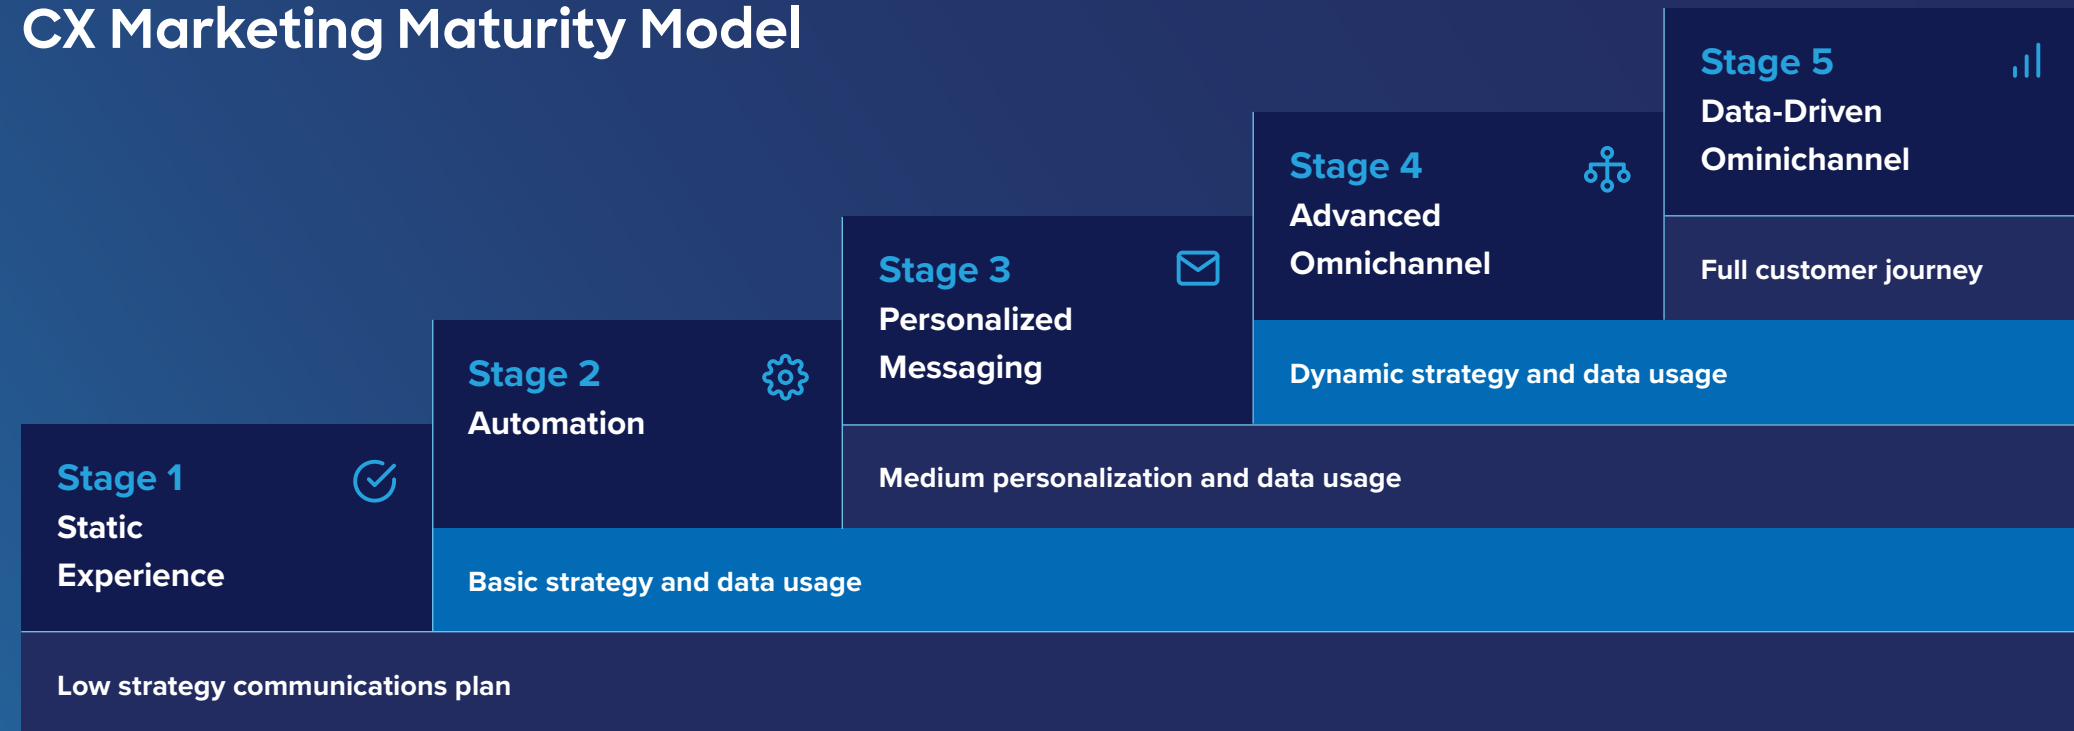 CX Marketing Maturity Model
Stage 1
Static
Experience
Low strategy communications plan
Stage 2
Automation
Basic strategy and data usage
Stage 3
Personalized
Messaging
Medium personalization and data usage
Stage 4
Advanced
Omnichannel
Dynamic strategy and data usage
Stage 5
Data-Driven
Ominichannel
Full customer journey